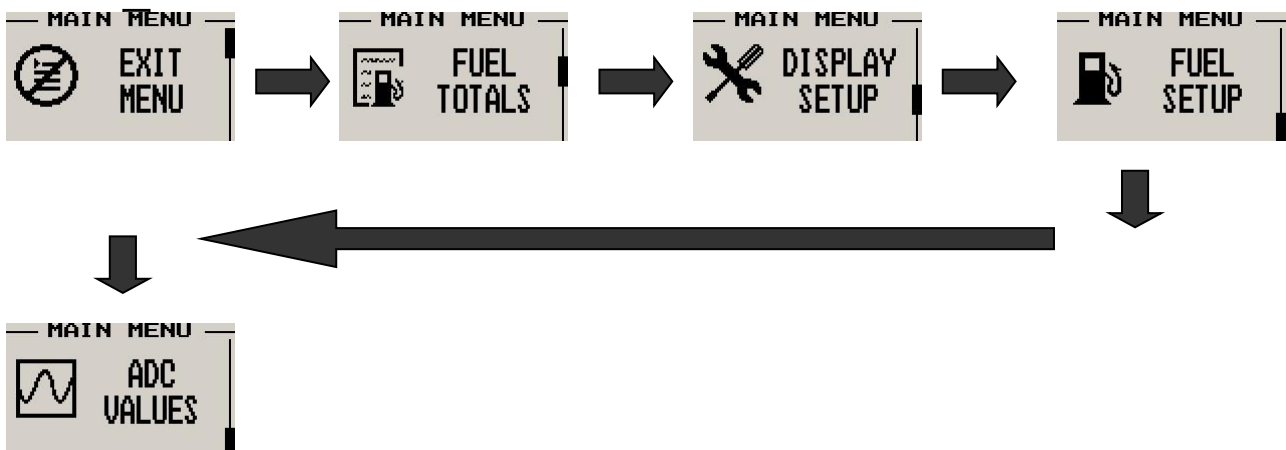 MAIN MENU
EXIT
MENU
MAIN MENU
FUEL
TOTALS
MAIN MENU
DISPLAY
SETUP
MAIN MENU
FUEL
SETUP
MAIN MENU
ADC
VALUES